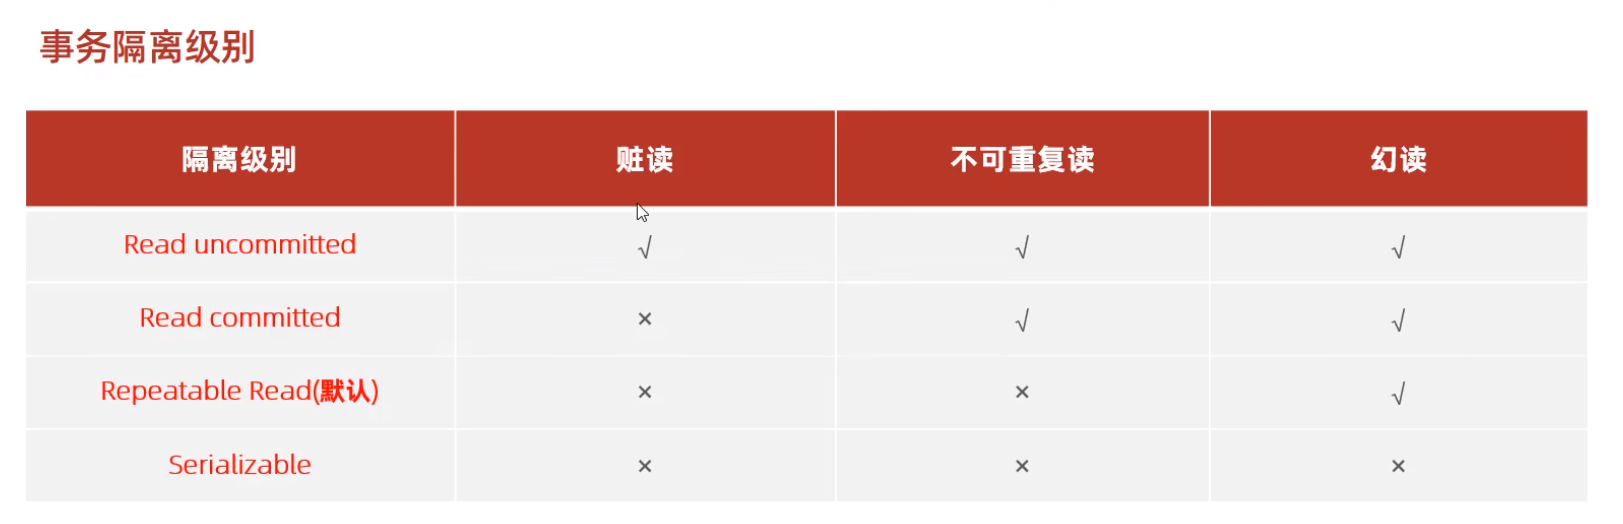 事务隔离级别
隔离级别 赃读 不可重复读 幻读
Read uncommitted √ √ √
Read committed × √ √
Repeatable Read(默认) × × √
Serializable × × ×